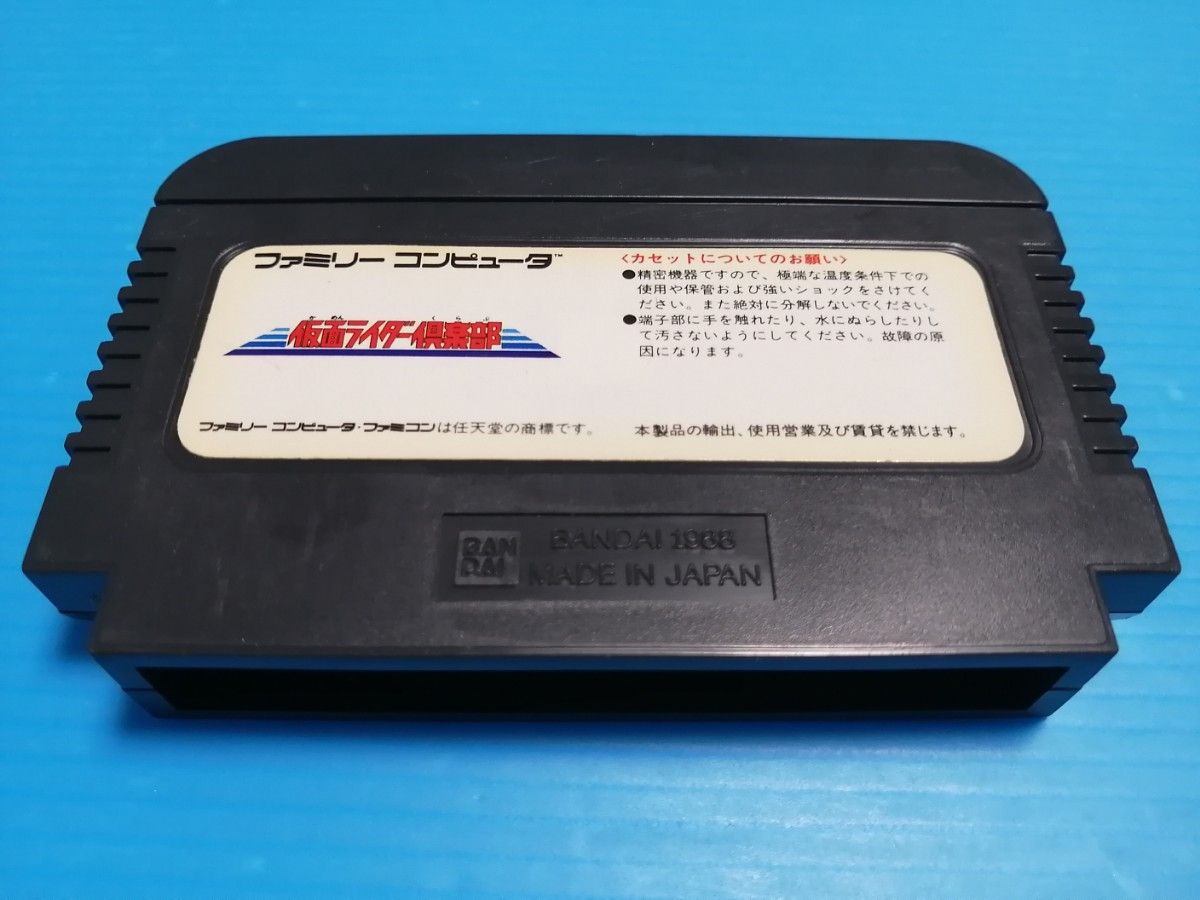 ファミリー コンピュータ™
かめん くらぶ
仮面ライダー倶楽部
ファミリー コンピュータ・ファミコンは任天堂の商標です。
〈カセットについてのお願い〉
●精密機器ですので、極端な温度条件下での
使用や保管および強いショックをさけてく
ださい。また絶対に分解しないでください。
●端子部に手を触れたり、水にぬらしたりし
て汚さないようにしてください。故障の原
因になります。
本製品の輸出、使用営業及び賃貸を禁じます。
BAN
DAI
BANDAI 1988
MADE IN JAPAN